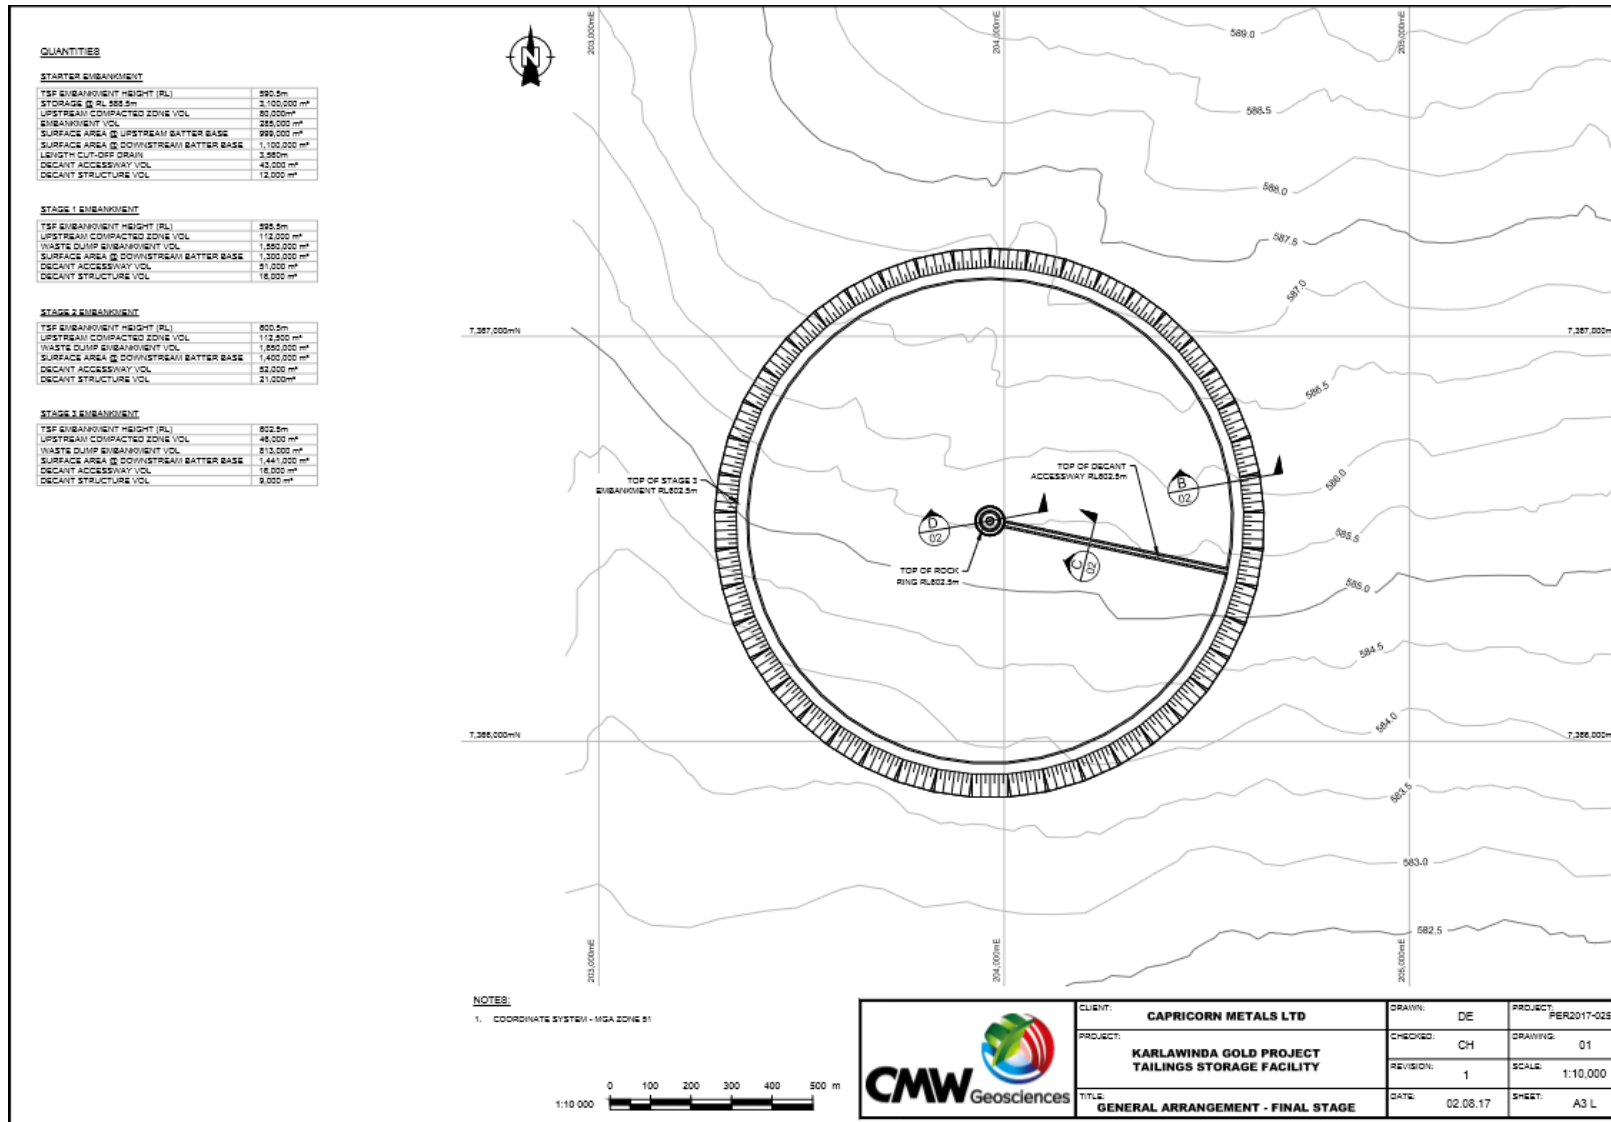 QUANTITIES
STARTER EMBANKMENT
TSF EMBANKMENT HEIGHT (RL) 590.5m
STORAGE @ RL 588.5m 3,100,000 m³
UPSTREAM COMPACTED ZONE VOL 80,000m³
EMBANKMENT VOL 285,000 m³
SURFACE AREA @ UPSTREAM BATTER BASE 999,000 m²
SURFACE AREA @ DOWNSTREAM BATTER BASE 1,100,000 m²
LENGTH CUT-OFF DRAIN 3,560m
DECANT ACCESSWAY VOL 43,000 m³
DECANT STRUCTURE VOL 12,000 m³
STAGE 1 EMBANKMENT
TSF EMBANKMENT HEIGHT (RL) 595.5m
UPSTREAM COMPACTED ZONE VOL 112,000 m³
WASTE DUMP EMBANKMENT VOL 1,550,000 m³
SURFACE AREA @ DOWNSTREAM BATTER BASE 1,300,000 m²
DECANT ACCESSWAY VOL 51,000 m³
DECANT STRUCTURE VOL 18,000 m³
STAGE 2 EMBANKMENT
TSF EMBANKMENT HEIGHT (RL) 600.5m
UPSTREAM COMPACTED ZONE VOL 112,500 m³
WASTE DUMP EMBANKMENT VOL 1,650,000 m³
SURFACE AREA @ DOWNSTREAM BATTER BASE 1,400,000 m²
DECANT ACCESSWAY VOL 52,000 m³
DECANT STRUCTURE VOL 21,000m³
STAGE 3 EMBANKMENT
TSF EMBANKMENT HEIGHT (RL) 602.5m
UPSTREAM COMPACTED ZONE VOL 46,000 m³
WASTE DUMP EMBANKMENT VOL 813,000 m³
SURFACE AREA @ DOWNSTREAM BATTER BASE 1,441,000 m²
DECANT ACCESSWAY VOL 18,000 m³
DECANT STRUCTURE VOL 9,000 m³
N
203,000mE
204,000mE
205,000mE
589.0
588.5
588.0
587.5
587.0
7,387,000mN
7,387,000m
586.5
586.0
TOP OF STAGE 3
EMBANKMENT RL602.5m
TOP OF DECANT
ACCESSWAY RL602.5m
B
02
D
02
C
02
TOP OF ROCK
RING RL602.5m
585.5
585.0
584.5
584.0
7,386,000mN
7,386,000m
583.5
583.0
582.5
203,000mE
204,000mE
205,000mE
NOTES:
1. COORDINATE SYSTEM - MGA ZONE 51
0 100 200 300 400 500 m
1:10 000
CMW Geosciences
CLIENT: CAPRICORN METALS LTD
PROJECT: KARLAWINDA GOLD PROJECT
TAILINGS STORAGE FACILITY
TITLE: GENERAL ARRANGEMENT - FINAL STAGE
DRAWN: DE
CHECKED: CH
REVISION: 1
DATE: 02.08.17
PROJECT: PER2017-025
DRAWING: 01
SCALE: 1:10,000
SHEET: A3 L